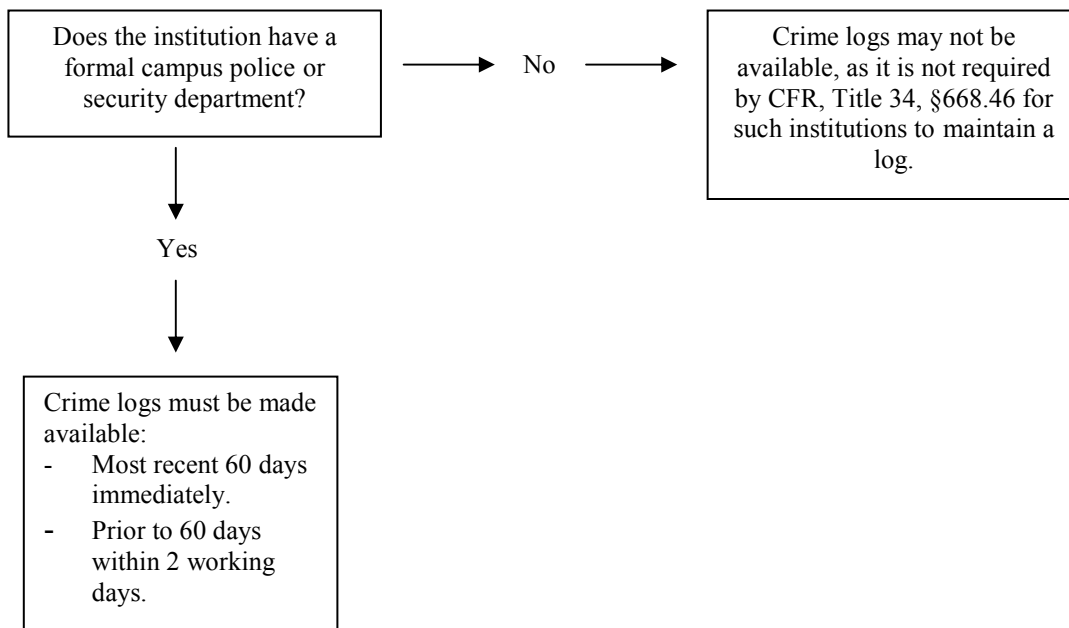 Does the institution have a
formal campus police or
security department?
No
Crime logs may not be
available, as it is not required
by CFR, Title 34, §668.46 for
such institutions to maintain a
log.
Yes
Crime logs must be made
available:
- Most recent 60 days
immediately.
- Prior to 60 days
within 2 working
days.